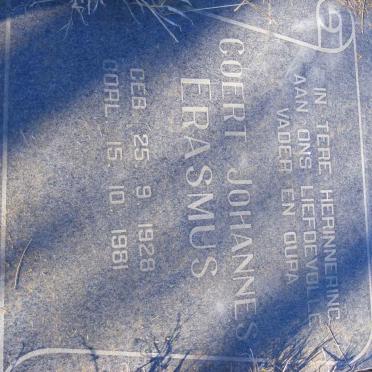 IN TERE HERINNERING
AAN ONS LIEFDEVOLLE
VADER EN OUPA
COERT JOHANNES
ERASMUS
GEB 25. 9. 1928
OORL 15. 10. 1981